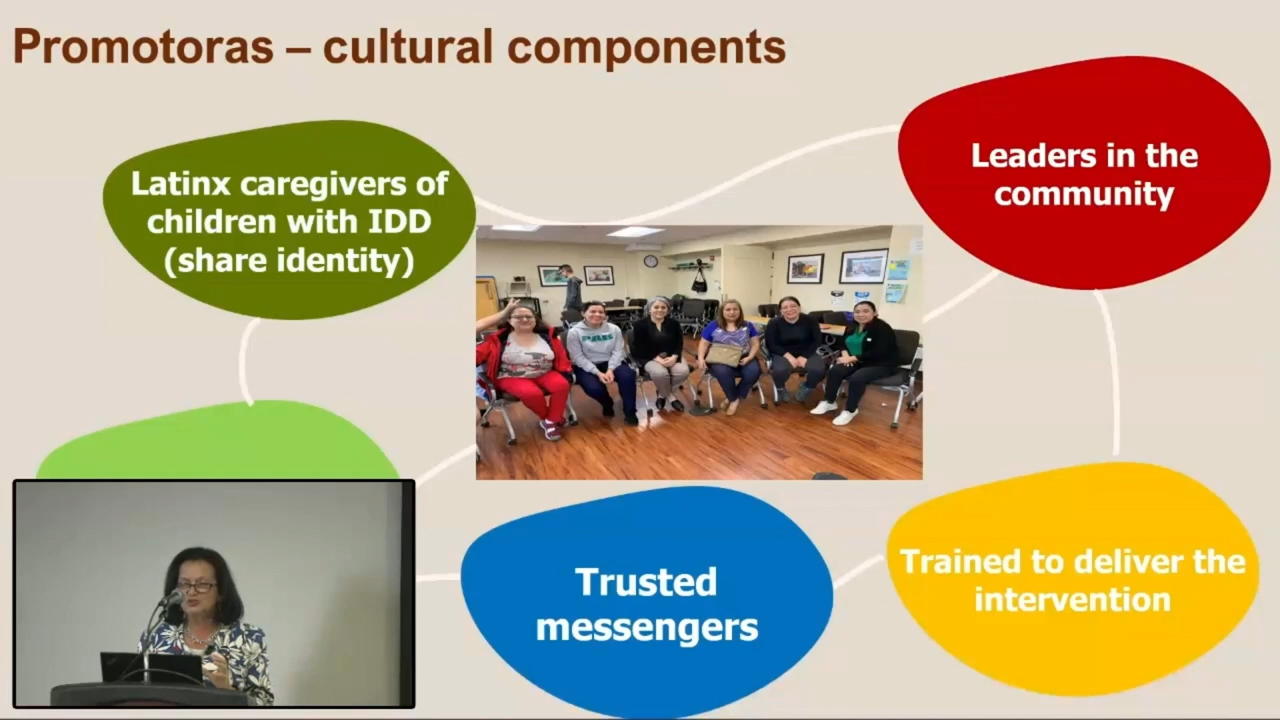 Promotoras – cultural components
Latinx caregivers of
children with IDD
(share identity)
Leaders in the
community
Trusted
messengers
Trained to deliver the
intervention